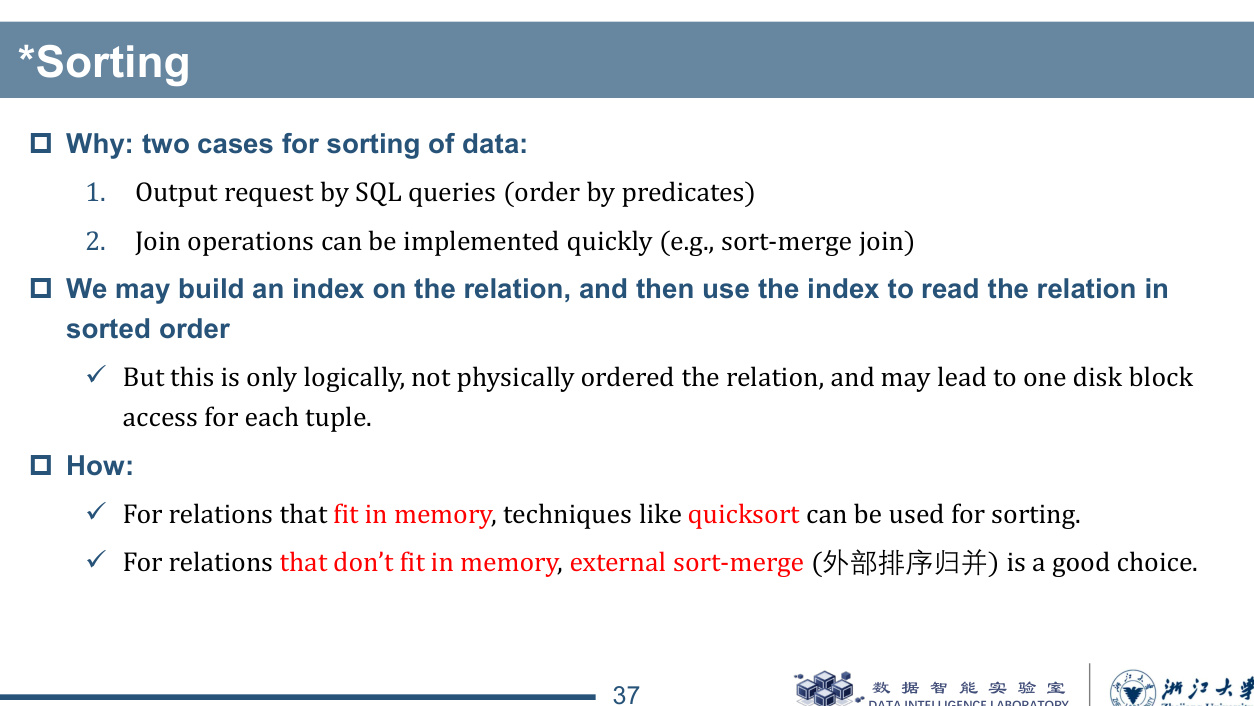 *Sorting
Why: two cases for sorting of data:
1. Output request by SQL queries (order by predicates)
2. Join operations can be implemented quickly (e.g., sort-merge join)
We may build an index on the relation, and then use the index to read the relation in
sorted order
✓ But this is only logically, not physically ordered the relation, and may lead to one disk block
access for each tuple.
How:
✓ For relations that fit in memory, techniques like quicksort can be used for sorting.
✓ For relations that don’t fit in memory, external sort-merge (外部排序归并) is a good choice.
37
数据智能实验室
DATA INTELLIGENCE LABORATORY
浙江大学